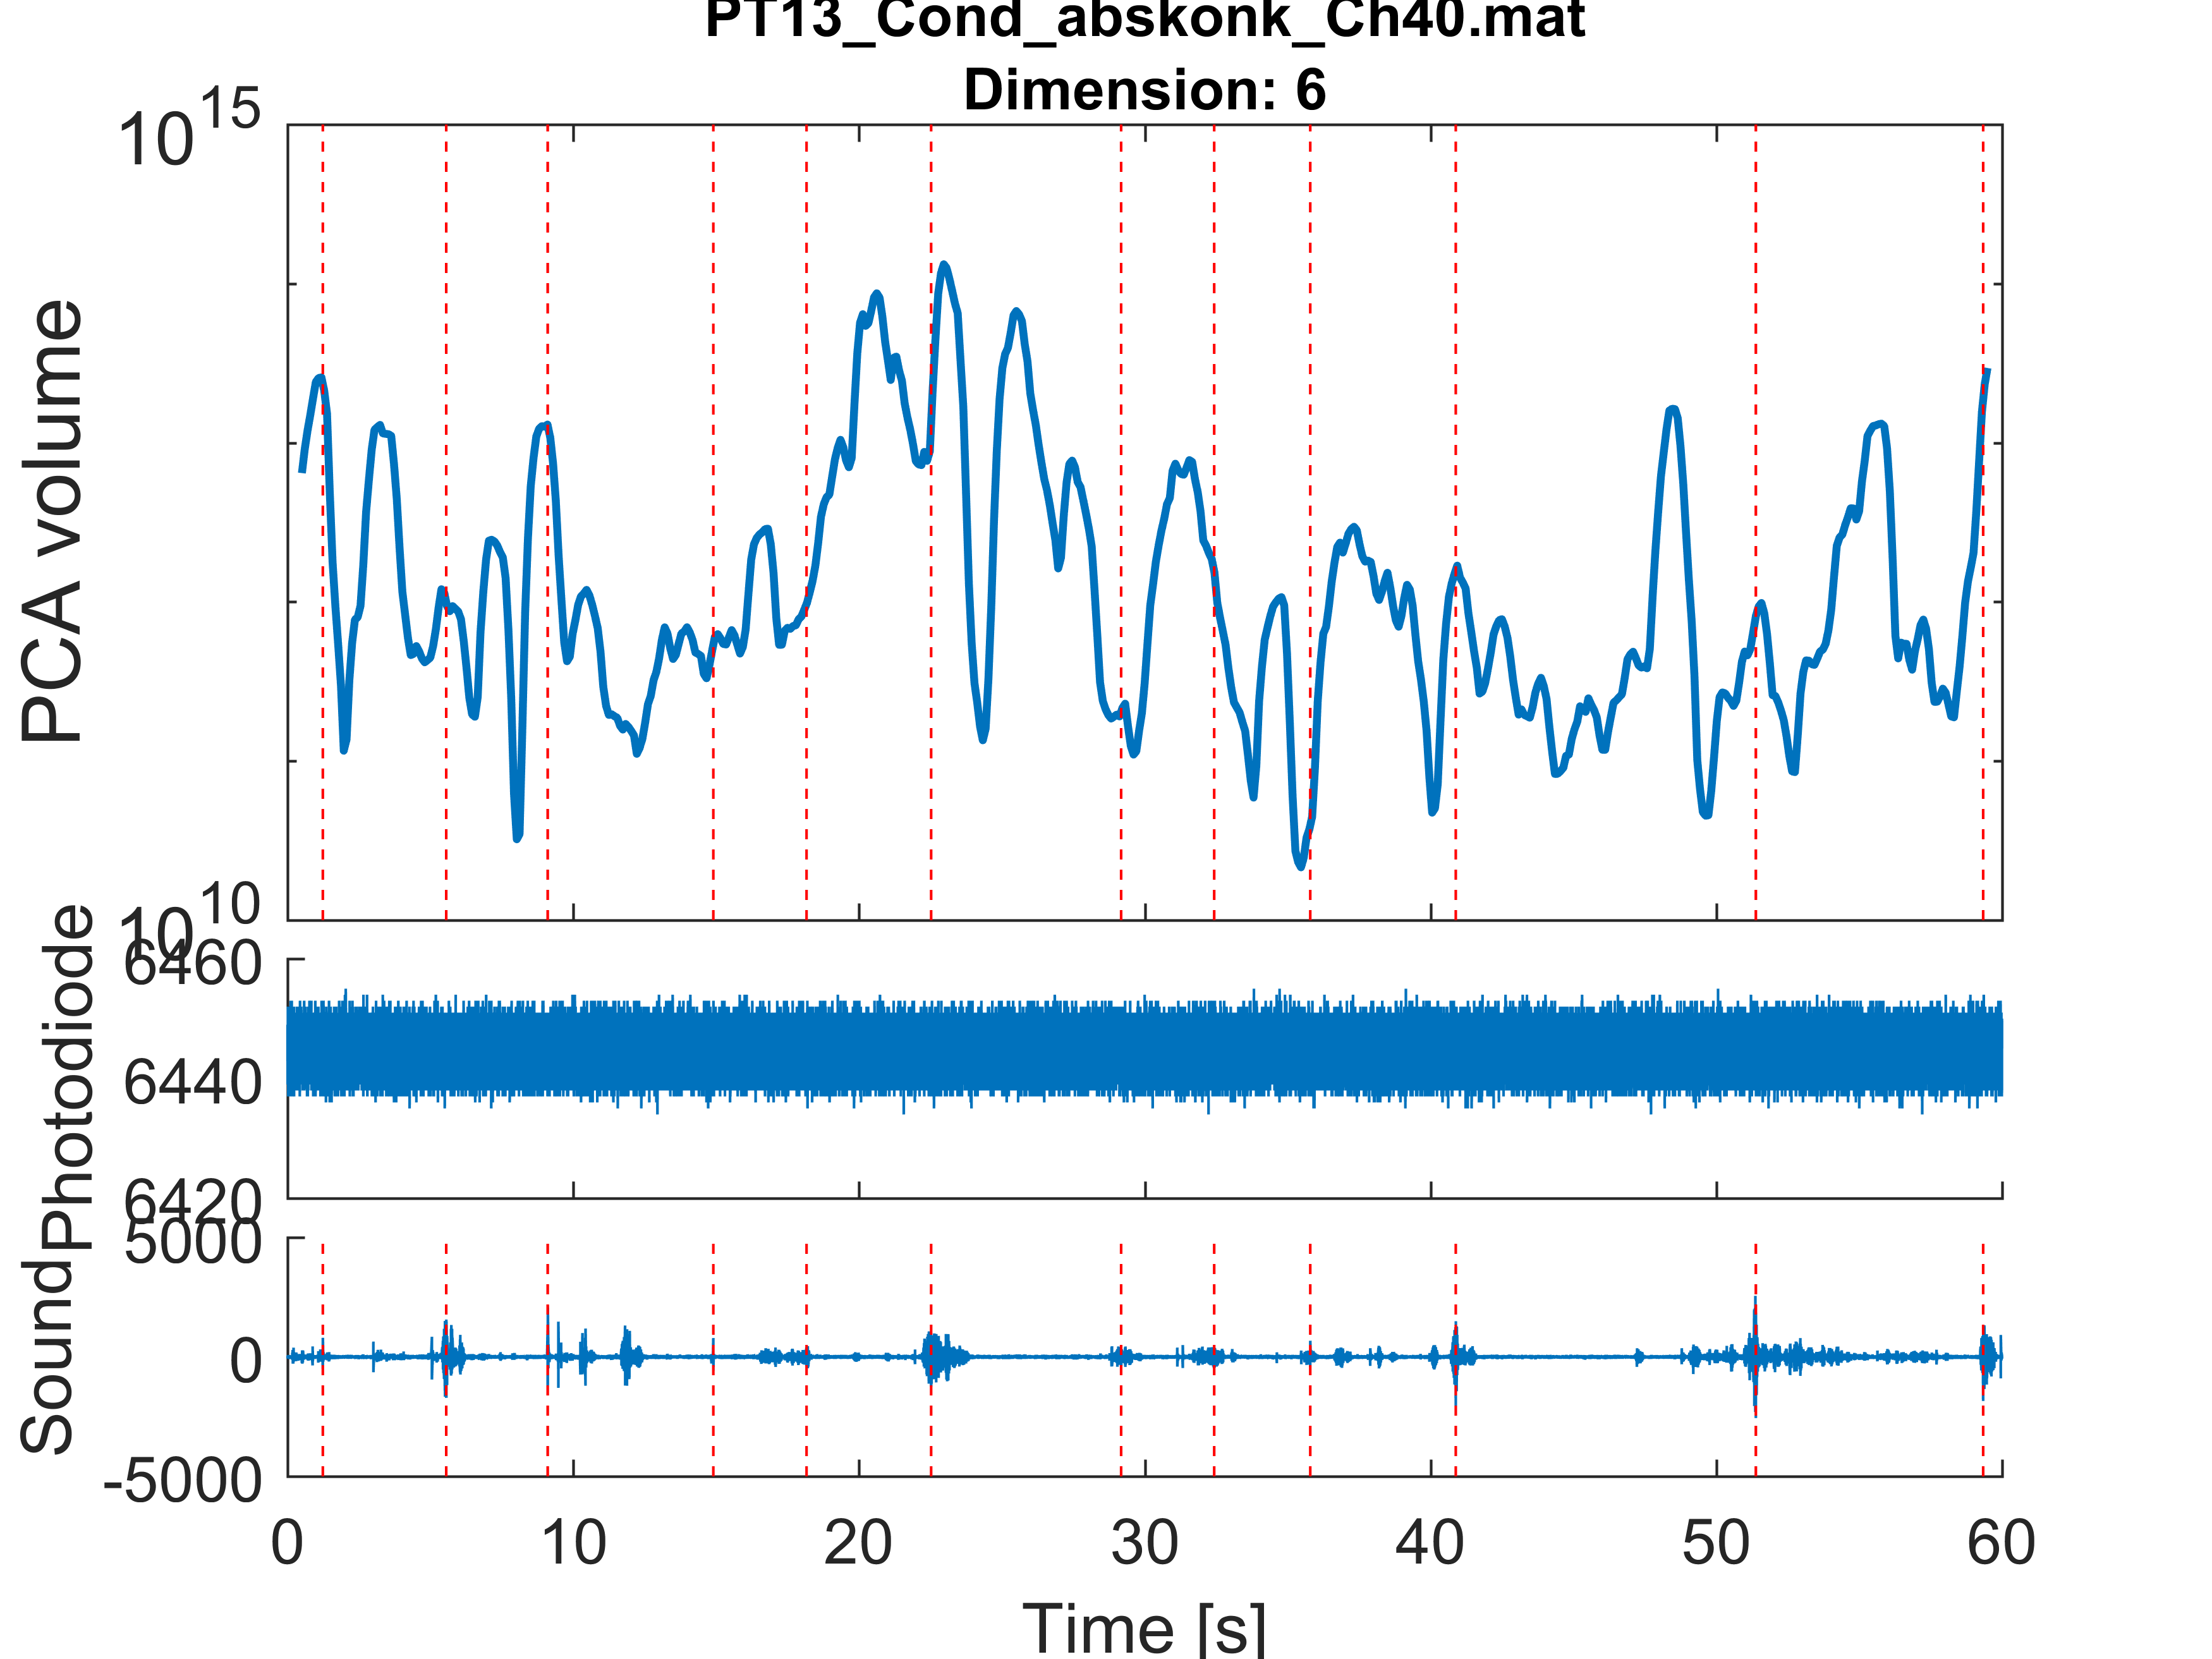 PT13_Cond_abskonk_Ch40.mat
Dimension: 6
10^15
PCA volume
10^10
6460
Photodiode
6440
6420
5000
Sound
0
-5000
0 10 20 30 40 50 60
Time [s]